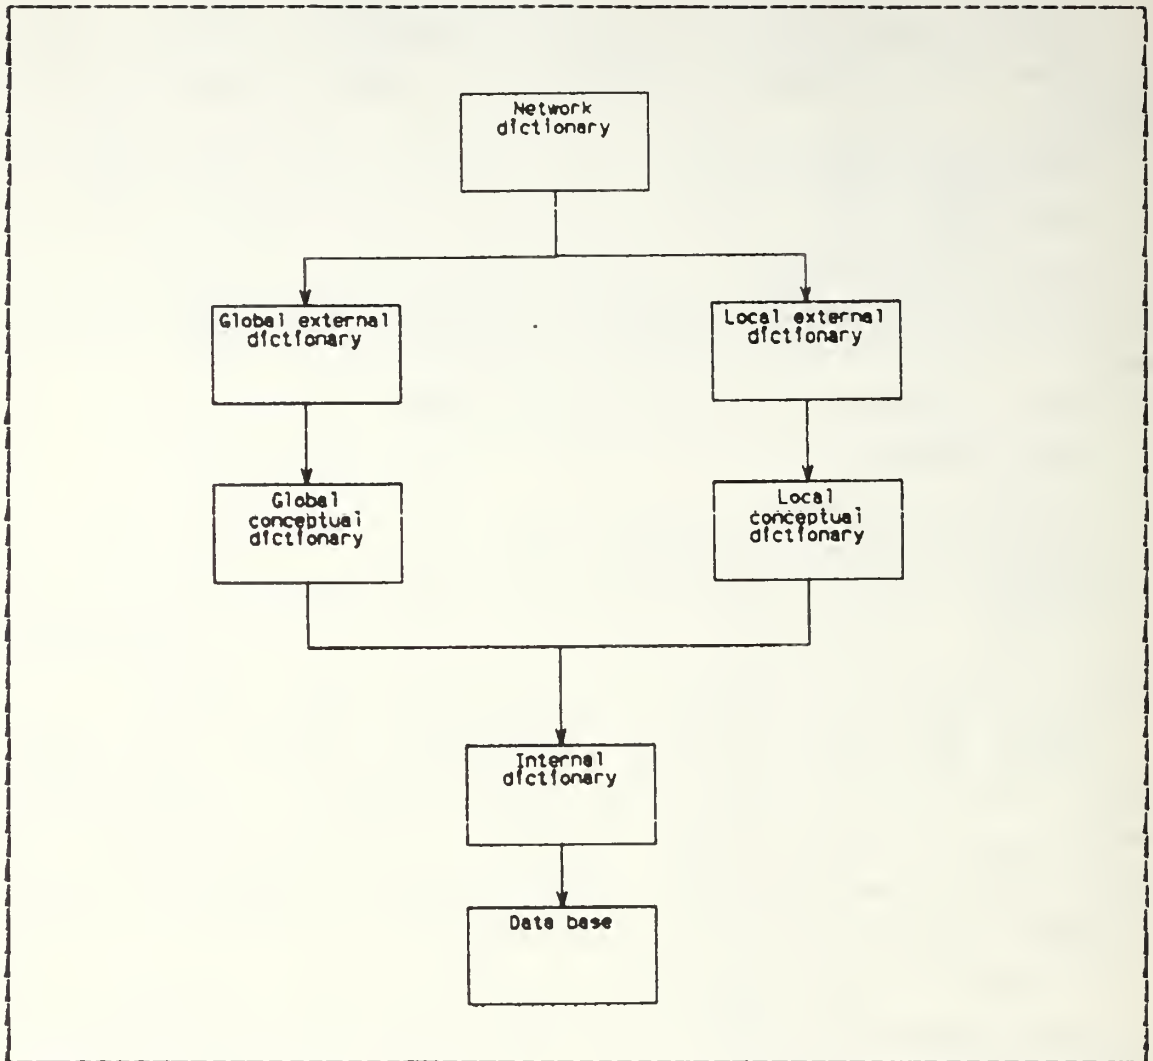 Network
dictionary
Global external
dictionary
Local external
dictionary
Global
conceptual
dictionary
Local
conceptual
dictionary
Internal
dictionary
Data base